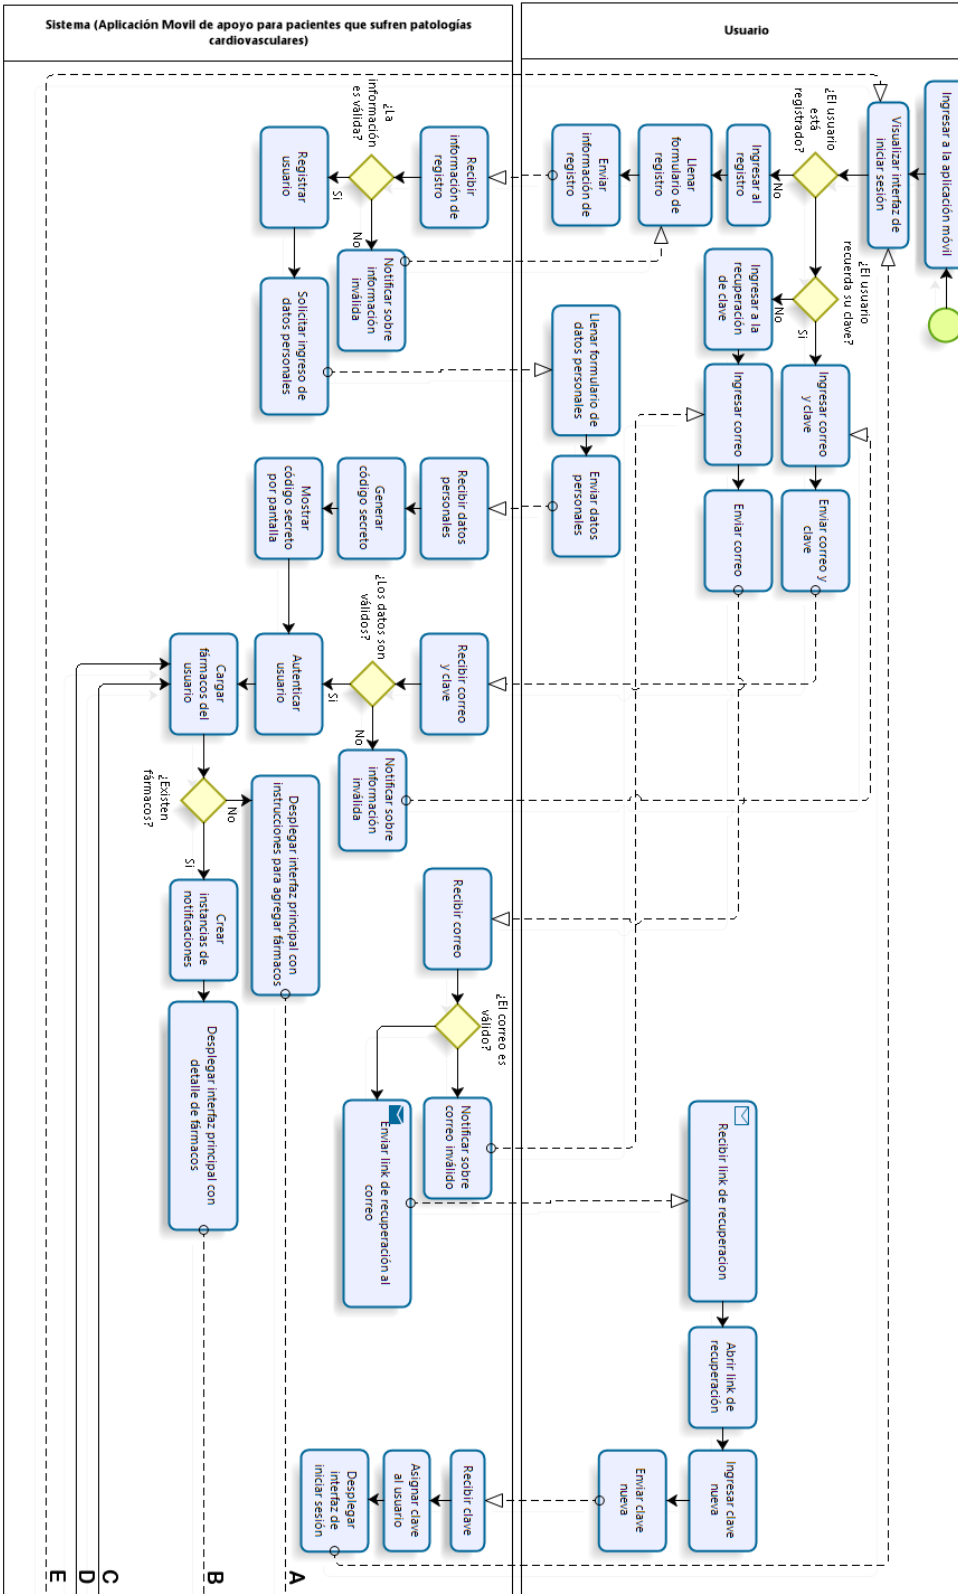 Sistema (Aplicación Movil de apoyo para pacientes que sufren patologías
cardiovasculares)
Usuario
Ingresar a la aplicación móvil
Visualizar interfaz de
iniciar sesión
¿El usuario
está
registrado?
No
Ingresar al
registro
Llenar
formulario de
registro
Enviar
información de
registro
Recibir
información de
registro
¿La
información
es válida?
Si
No
Registrar
usuario
Notificar sobre
información
inválida
Solicitar ingreso de
datos personales
¿El usuario
recuerda su clave?
No
Si
Ingresar a la
recuperación
de clave
Ingresar correo
Enviar correo
Ingresar correo
y clave
Enviar correo y
clave
Llenar formulario de
datos personales
Enviar datos
personales
Recibir datos
personales
Generar
código secreto
Mostrar
código secreto
por pantalla
Recibir correo
y clave
¿Los datos son
válidos?
Si
No
Autenticar
usuario
Notificar sobre
información
inválida
Cargar
fármacos del
usuario
¿Existen
fármacos?
No
Si
Desplegar interfaz principal con
instrucciones para agregar fármacos
Crear
instancias de
notificaciones
Desplegar interfaz principal con
detalle de fármacos
Recibir correo
¿El correo es
válido?
Notificar sobre
correo inválido
Enviar link de recuperación al
correo
Recibir link de recuperacion
Abrir link de
recuperación
Ingresar clave
nueva
Enviar clave
nueva
Recibir clave
Asignar clave
al usuario
Desplegar
interfaz de
iniciar sesión
A
B
C
D
E